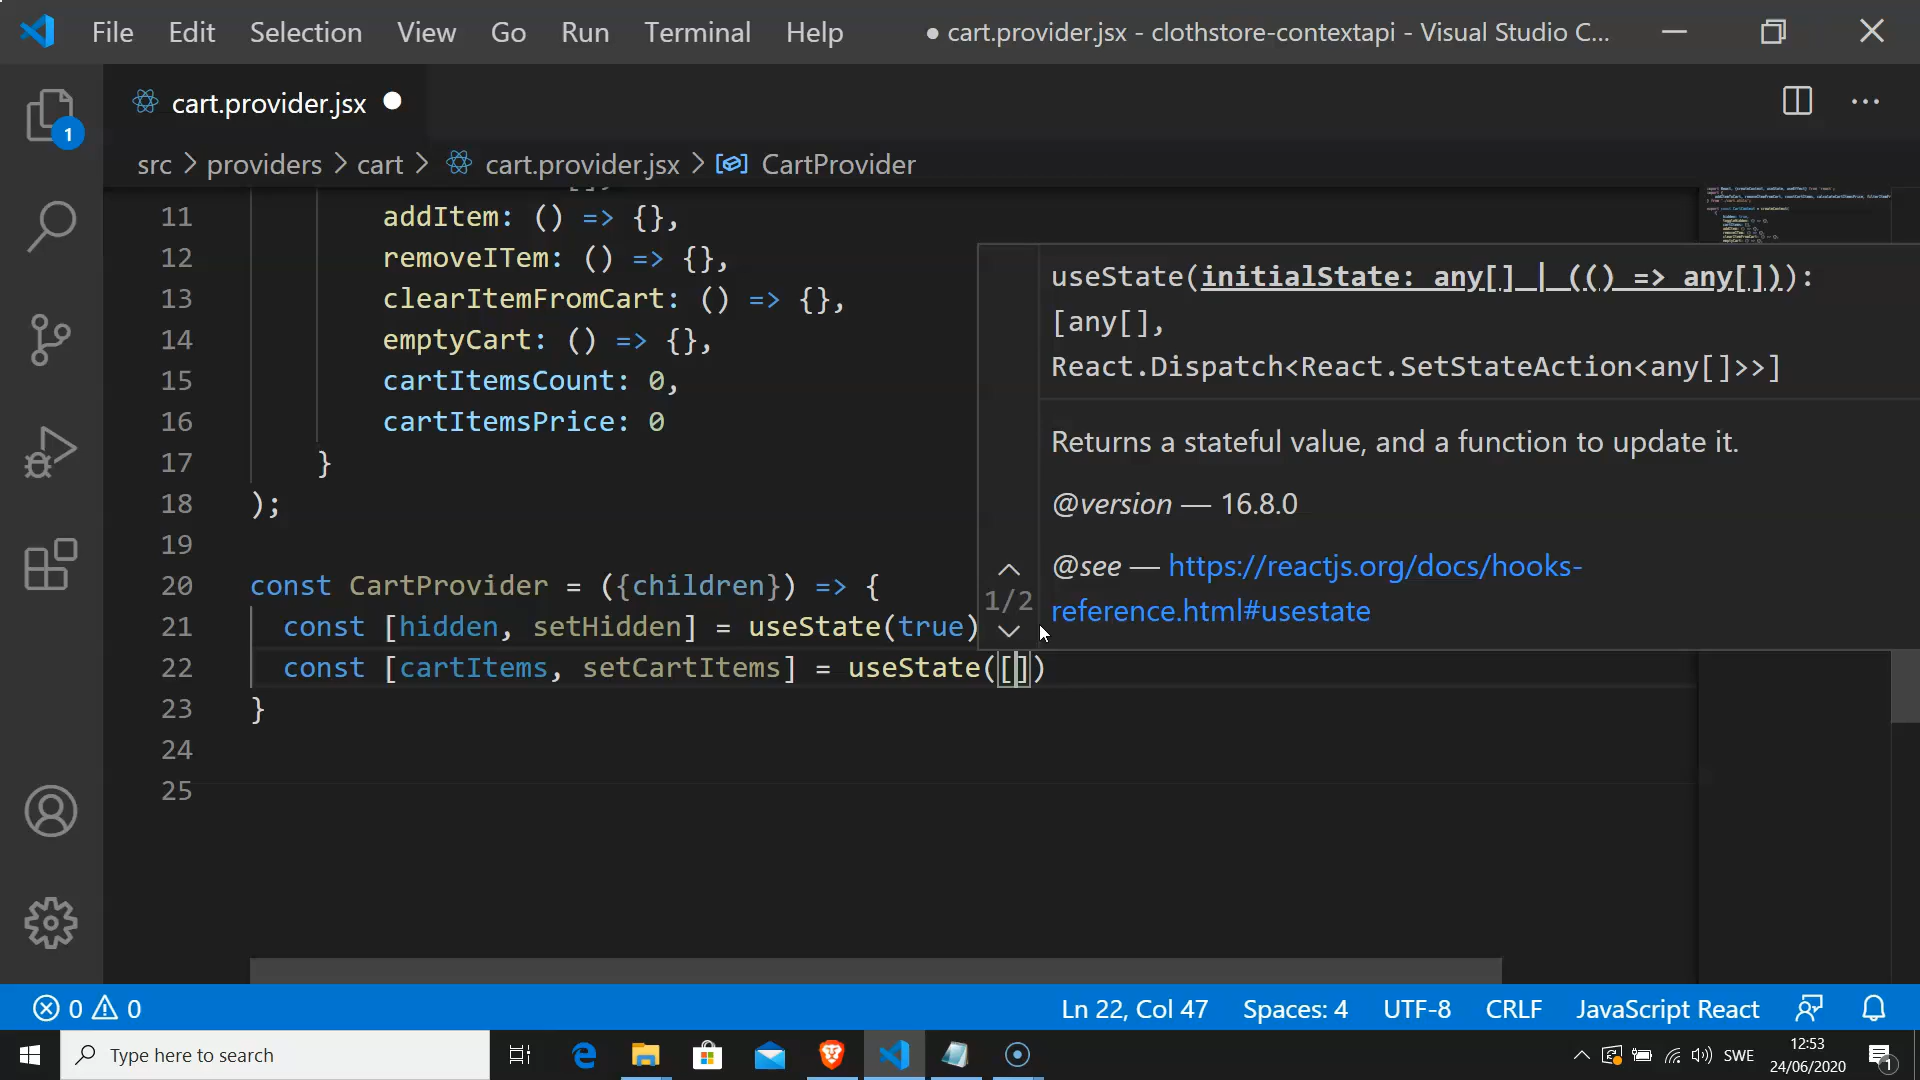 File Edit Selection View Go Run Terminal Help ● cart.provider.jsx - clothstore-contextapi - Visual Studio C...
cart.provider.jsx
1
src > providers > cart > cart.provider.jsx > CartProvider
11 addItem: () => {},
12 removeITem: () => {},
13 clearItemFromCart: () => {},
14 emptyCart: () => {},
15 cartItemsCount: 0,
16 cartItemsPrice: 0
17 }
18 );
19
20 const CartProvider = ({children}) => {
21 const [hidden, setHidden] = useState(true)
22 const [cartItems, setCartItems] = useState([])
23 }
24
25
useState(initialState: any[] | (() => any[])):
[any[],
React.Dispatch<React.SetStateAction<any[]>>]
Returns a stateful value, and a function to update it.
@version — 16.8.0
@see — https://reactjs.org/docs/hooks-
reference.html#usestate
1/2
0 0 Ln 22, Col 47 Spaces: 4 UTF-8 CRLF JavaScript React
Type here to search
SWE
12:53
24/06/2020
1